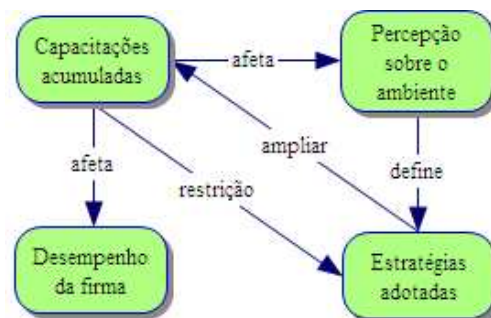 Capacitações
acumuladas
afeta
Percepção
sobre o
ambiente
afeta
restrição
ampliar
define
Desempenho
da firma
Estratégias
adotadas